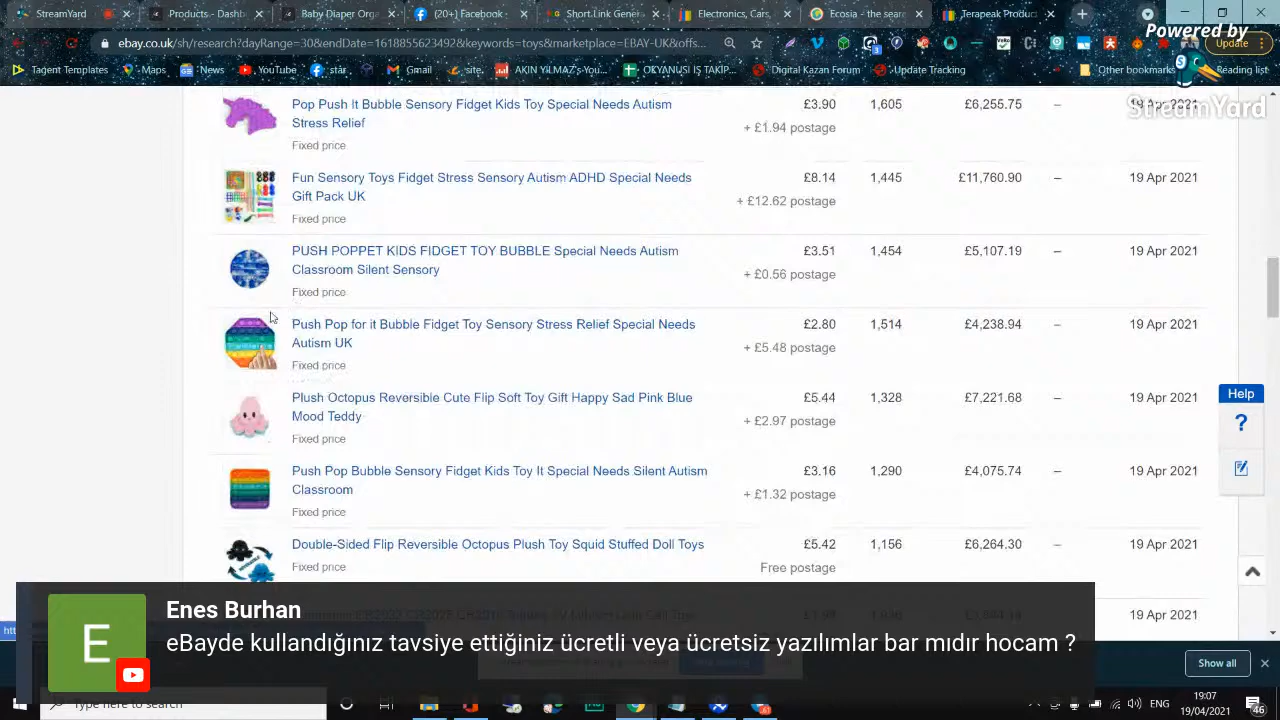 StreamYard
Products - Dashbo
Baby Diaper Orga
(20+) Facebook
Short Link Gener
Electronics, Cars,
Ecosia - the sear
Terapeak Produc
Powered by
ebay.co.uk/sh/research?dayRange=30&endDate=1618855623492&keywords=toys&marketplace=EBAY-UK&offs...
Update
Tagent Templates
Maps
News
YouTube
star
Gmail
site.
AKIN YILMAZ's-You...
OKYANUSI İŞ TAKİP...
Digital Kazan Forum
Update Tracking
Other bookmarks
Reading list
StreamYard
Pop Push It Bubble Sensory Fidget Kids Toy Special Needs Autism £3.90 1,605 £6,255.75 – 19 Apr 2021
Stress Relief + £1.94 postage
Fixed price
Fun Sensory Toys Fidget Stress Sensory Autism ADHD Special Needs £8.14 1,445 £11,760.90 – 19 Apr 2021
Gift Pack UK + £12.62 postage
Fixed price
PUSH POPPET KIDS FIDGET TOY BUBBLE Special Needs Autism £3.51 1,454 £5,107.19 – 19 Apr 2021
Classroom Silent Sensory + £0.56 postage
Fixed price
Push Pop for it Bubble Fidget Toy Sensory Stress Relief Special Needs £2.80 1,514 £4,238.94 – 19 Apr 2021
Autism UK + £5.48 postage
Fixed price
Plush Octopus Reversible Cute Flip Soft Toy Gift Happy Sad Pink Blue £5.44 1,328 £7,221.68 – 19 Apr 2021
Mood Teddy + £2.97 postage
Fixed price
Help
?
Push Pop Bubble Sensory Fidget Kids Toy It Special Needs Silent Autism £3.16 1,290 £4,075.74 – 19 Apr 2021
Classroom + £1.32 postage
Fixed price
Double-Sided Flip Reversible Octopus Plush Toy Squid Stuffed Doll Toys £5.42 1,156 £6,264.30 – 19 Apr 2021
Fixed price Free postage
19 Apr 2021
E
Enes Burhan
eBayde kullandığınız tavsiye ettiğiniz ücretli veya ücretsiz yazılımlar bar mıdır hocam ?
Show all
Type here to search
ENG
19:07
19/04/2021
46